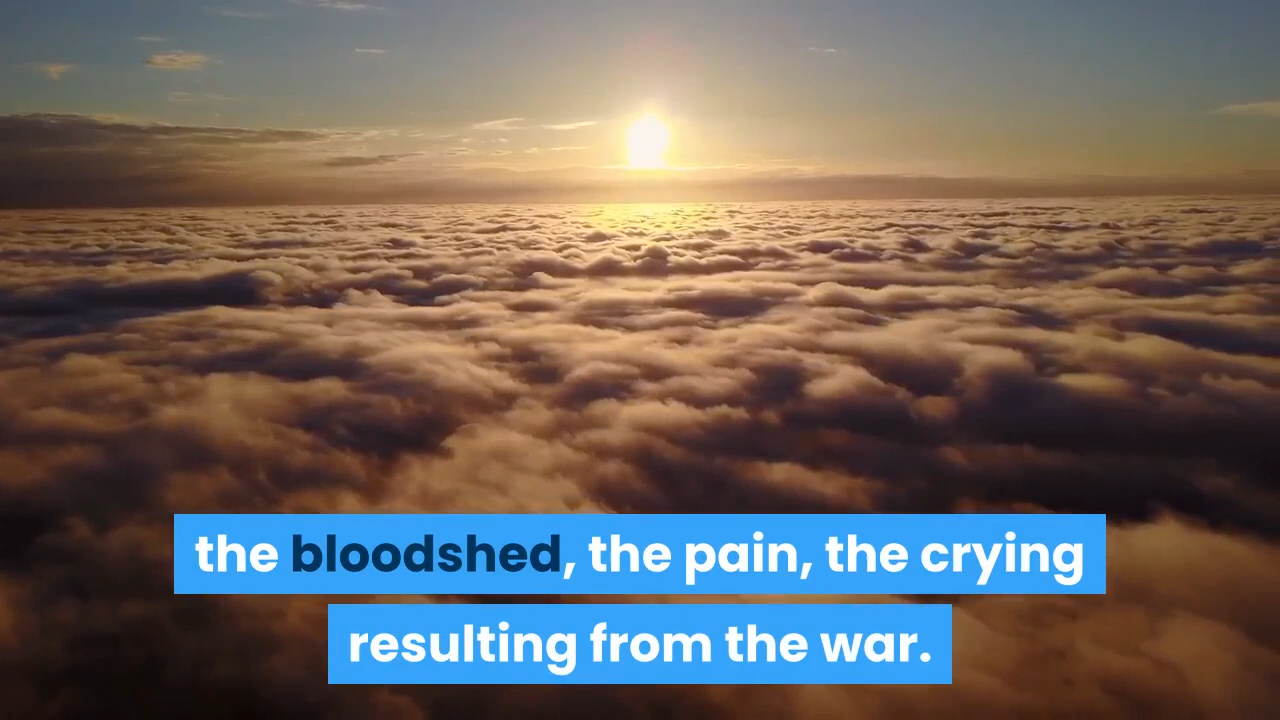 the bloodshed, the pain, the crying
resulting from the war.